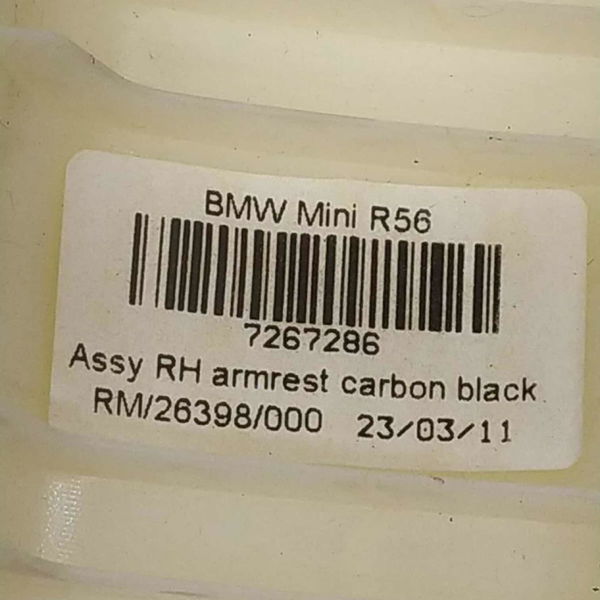 BMW Mini R56
7267286
Assy RH armrest carbon black
RM/26398/000 23/03/11